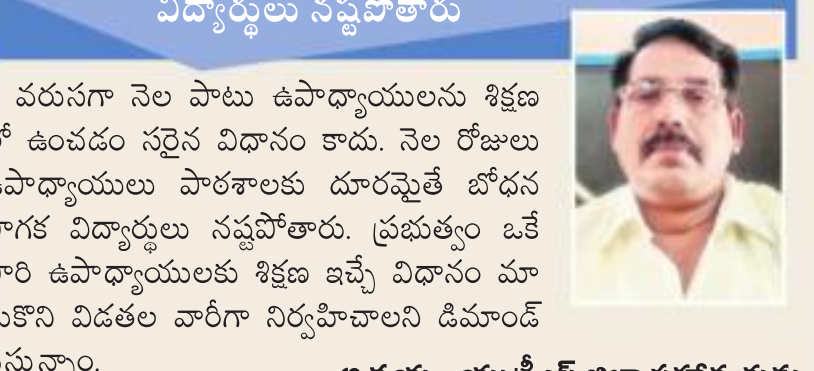 విద్యార్థులు నష్టపోతారు
వరుసగా నెల పాటు ఉపాధ్యాయులను శిక్షణ
లో ఉంచడం సరైన విధానం కాదు. నెల రోజులు
ఉపాధ్యాయులు పాఠశాలకు దూరమైతే బోధన
సాగక విద్యార్థులు నష్టపోతారు. ప్రభుత్వం ఒకే
సారి ఉపాధ్యాయులకు శిక్షణ ఇచ్చే విధానం మా
కొని విడతల వారీగా నిర్వహించాలని డిమాండ్